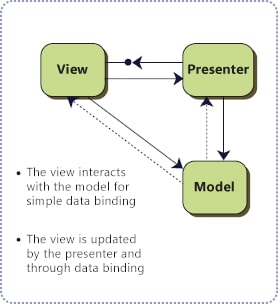 View
Presenter
Model
• The view interacts
with the model for
simple data binding
• The view is updated
by the presenter and
through data binding